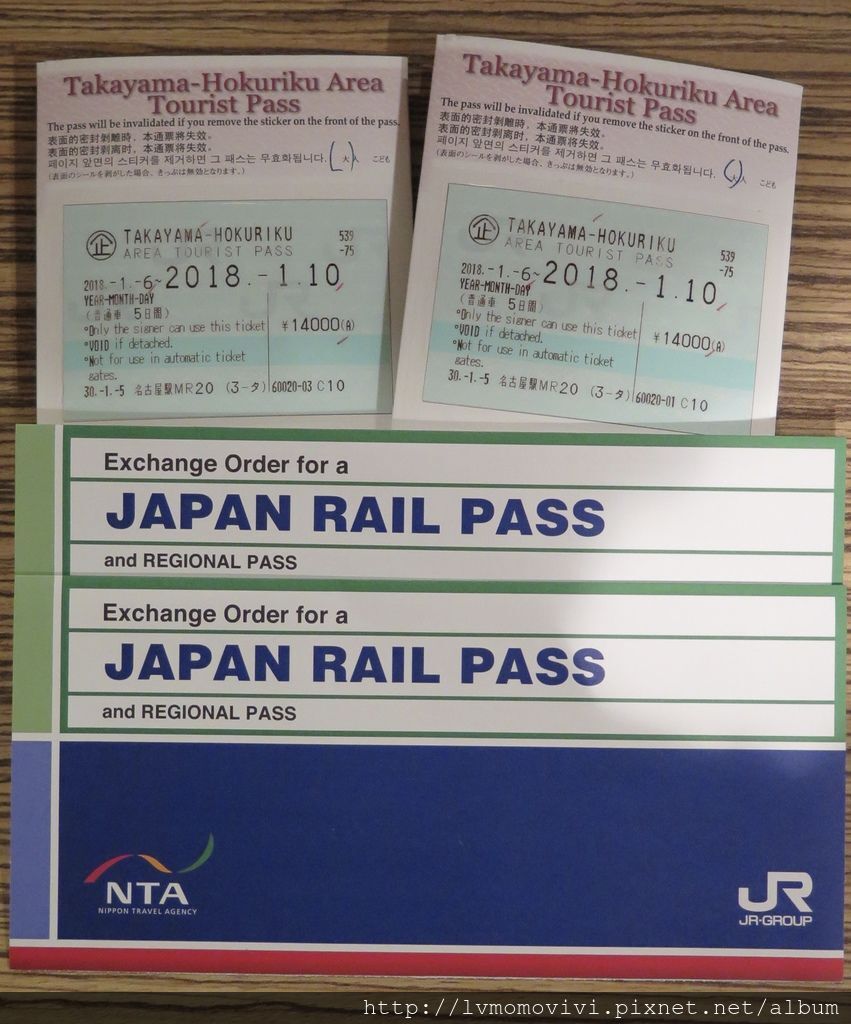 Takayama-Hokuriku Area
Tourist Pass
The pass will be invalidated if you remove the sticker on the front of the pass.
表面的密封剝離時，本通票將失效。
表面的密封剥离时，本通票将失效。
페이지 앞면의 스티커를 제거하면 그 패스는 무효화됩니다.
(表面のシールを剥がした場合、きっぷは無効となります。)
大人 こども
企 TAKAYAMA-HOKURIKU
AREA TOURIST PASS
539
-75
2018.-1.-6~2018.-1.10
YEAR-MONTH-DAY
(普通車 5日間)
°Only the signer can use this ticket
°VOID if detached.
°Not for use in automatic ticket
gates.
￥14000(A)
30.-1.-5 名古屋駅MR20 (3-タ) 60020-03 C10
Takayama-Hokuriku Area
Tourist Pass
The pass will be invalidated if you remove the sticker on the front of the pass.
表面的密封剝離時，本通票將失效。
表面的密封剥离时，本通票将失效。
페이지 앞면의 스티커를 제거하면 그 패스는 무효화됩니다.
(表面のシールを剥がした場合、きっぷは無効となります。)
大人 こども
企 TAKAYAMA-HOKURIKU
AREA TOURIST PASS
539
-75
2018.-1.-6~2018.-1.10
YEAR-MONTH-DAY
(普通車 5日間)
°Only the signer can use this ticket
°VOID if detached.
°Not for use in automatic ticket
gates.
￥14000(A)
30.-1.-5 名古屋駅MR20 (3-タ) 60020-01 C10
Exchange Order for a
JAPAN RAIL PASS
and REGIONAL PASS
Exchange Order for a
JAPAN RAIL PASS
and REGIONAL PASS
NTA
NIPPON TRAVEL AGENCY
JR
JR-GROUP
http://lvmomovivi.pixnet.net/album